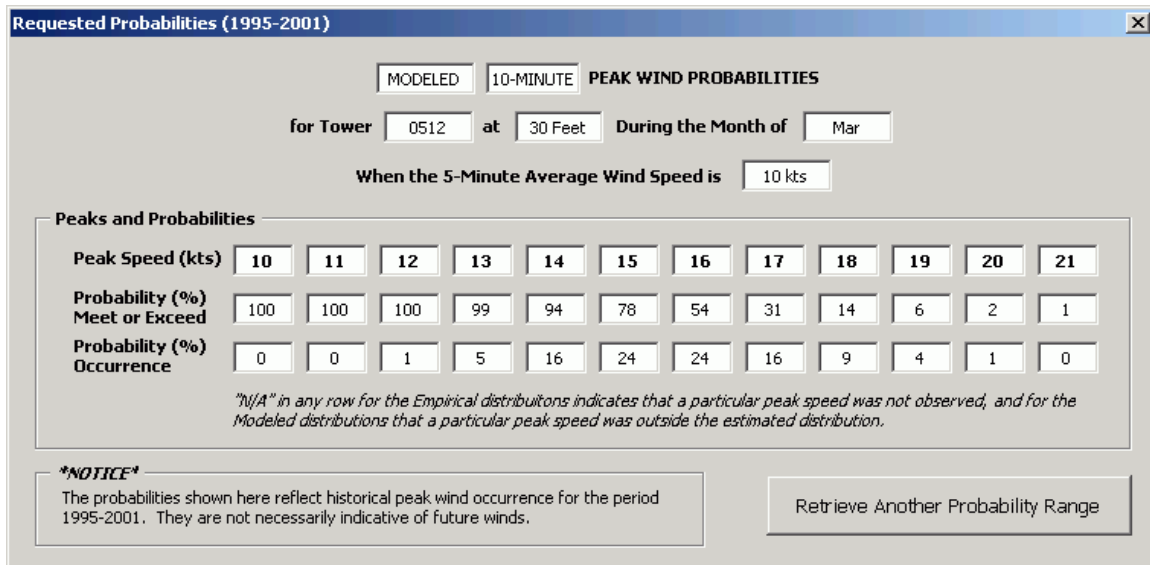 Requested Probabilities (1995-2001)
MODELED 10-MINUTE PEAK WIND PROBABILITIES
for Tower 0512 at 30 Feet During the Month of Mar
When the 5-Minute Average Wind Speed is 10 kts
Peaks and Probabilities
Peak Speed (kts) 10 11 12 13 14 15 16 17 18 19 20 21
Probability (%)
Meet or Exceed 100 100 100 99 94 78 54 31 14 6 2 1
Probability (%)
Occurrence 0 0 1 5 16 24 24 16 9 4 1 0
"N/A" in any row for the Empirical distribuitons indicates that a particular peak speed was not observed, and for the
Modeled distributions that a particular peak speed was outside the estimated distribution.
*NOTICE*
The probabilities shown here reflect historical peak wind occurrence for the period
1995-2001. They are not necessarily indicative of future winds.
Retrieve Another Probability Range